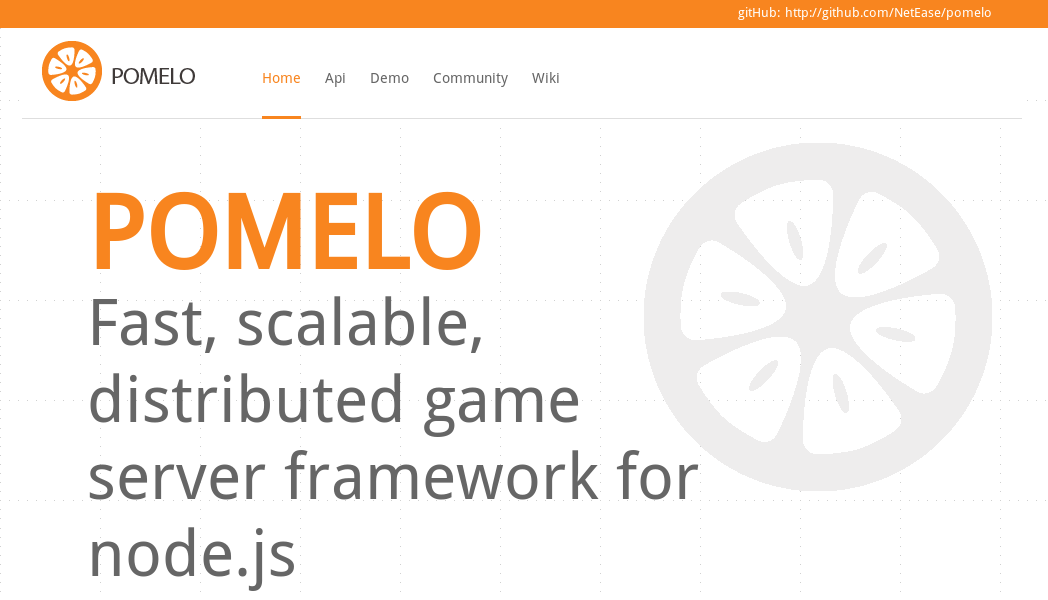 gitHub: http://github.com/NetEase/pomelo
POMELO
Home Api Demo Community Wiki
POMELO
Fast, scalable,
distributed game
server framework for
node.js